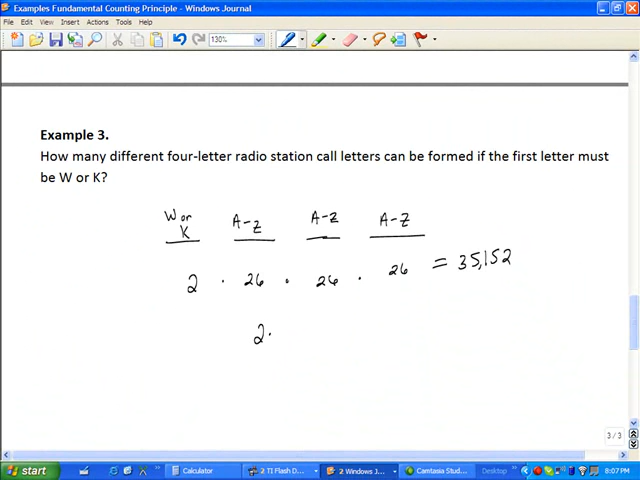 Examples Fundamental Counting Principle - Windows Journal
File Edit View Insert Actions Tools Help
130%
Example 3.
How many different four-letter radio station call letters can be formed if the first letter must
be W or K?
W or K A-Z A-Z A-Z
2 · 26 · 26 · 26 = 35,152
2·
3/3
start Calculator 2 TI Flash D... 2 Windows J... Camtasia Stud... Desktop 8:07 PM